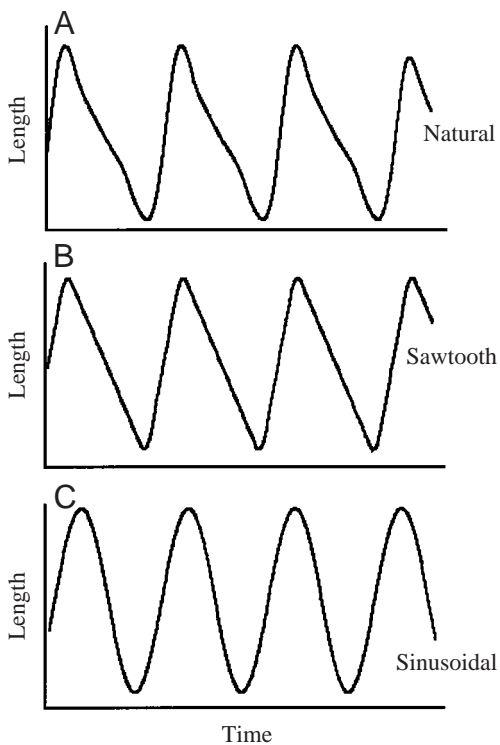 A
Length
Natural
B
Length
Sawtooth
C
Length
Sinusoidal
Time